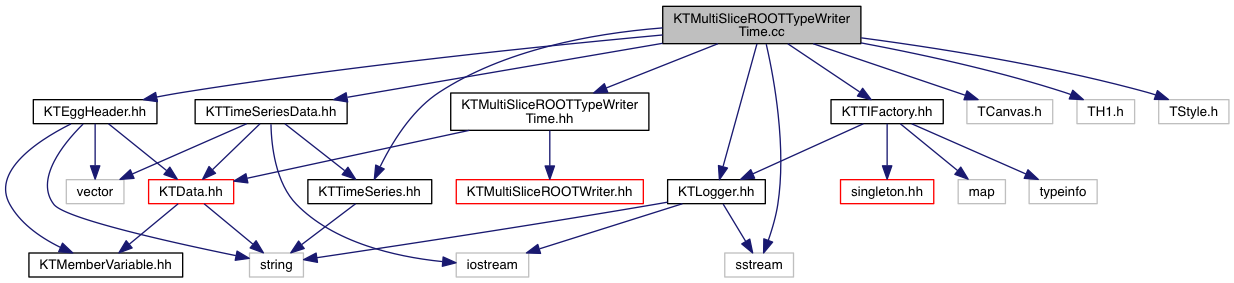 KTMultiSliceROOTTypeWriter
Time.cc
KTEggHeader.hh
KTTimeSeriesData.hh
KTMultiSliceROOTTypeWriter
Time.hh
KTTIFactory.hh
TCanvas.h
TH1.h
TStyle.h
vector
KTData.hh
KTTimeSeries.hh
KTMultiSliceROOTWriter.hh
KTLogger.hh
singleton.hh
map
typeinfo
KTMemberVariable.hh
string
iostream
sstream